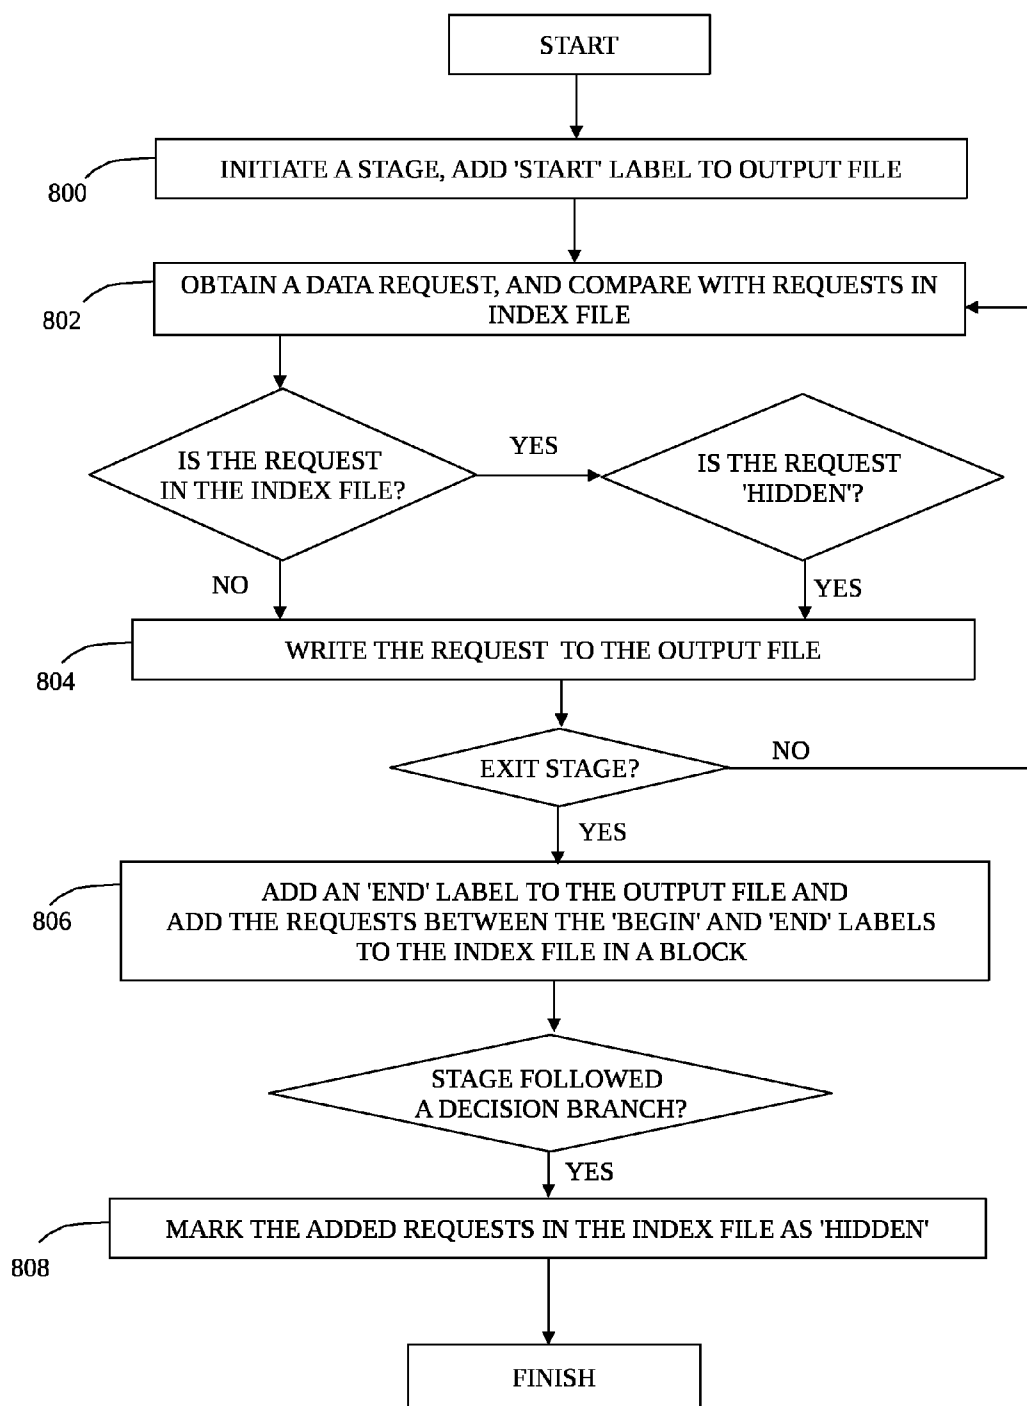 START
INITIATE A STAGE, ADD 'START' LABEL TO OUTPUT FILE
800
OBTAIN A DATA REQUEST, AND COMPARE WITH REQUESTS IN
INDEX FILE
802
IS THE REQUEST
IN THE INDEX FILE?
YES
IS THE REQUEST
'HIDDEN'?
NO
YES
WRITE THE REQUEST TO THE OUTPUT FILE
804
EXIT STAGE?
NO
YES
ADD AN 'END' LABEL TO THE OUTPUT FILE AND
ADD THE REQUESTS BETWEEN THE 'BEGIN' AND 'END' LABELS
TO THE INDEX FILE IN A BLOCK
806
STAGE FOLLOWED
A DECISION BRANCH?
YES
MARK THE ADDED REQUESTS IN THE INDEX FILE AS 'HIDDEN'
808
FINISH